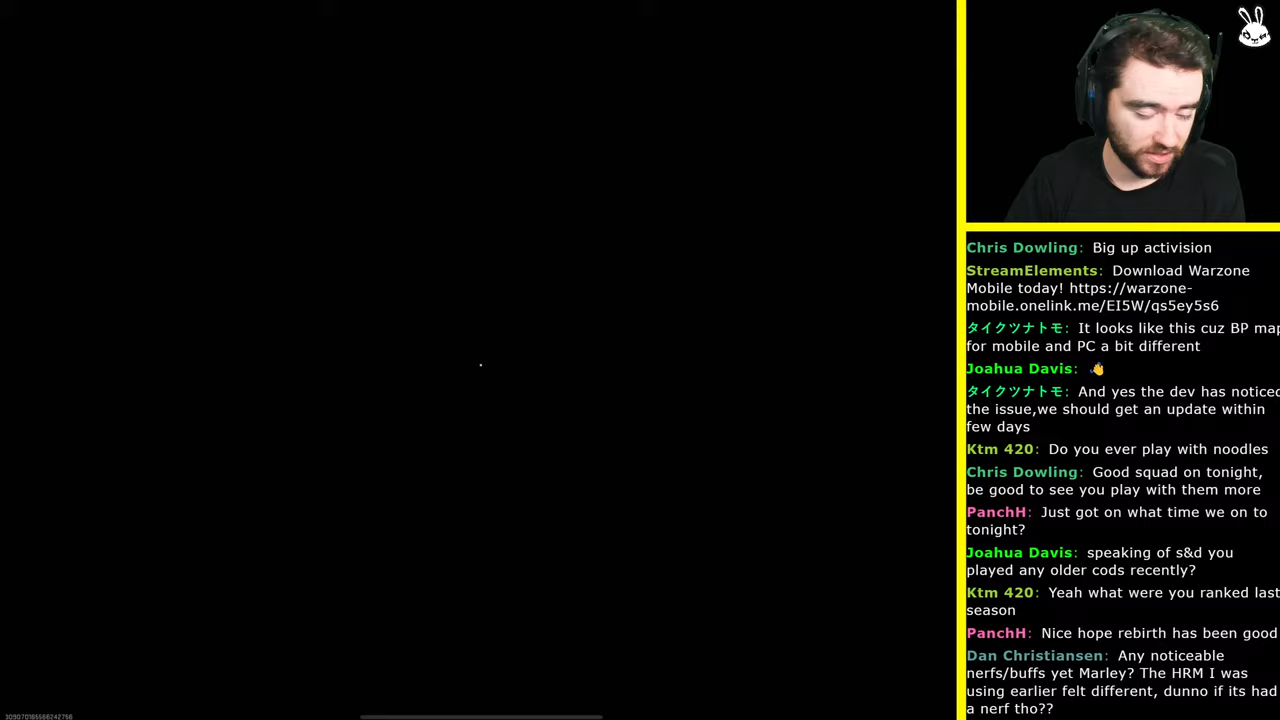 Chris Dowling: Big up activision
StreamElements: Download Warzone
Mobile today! https://warzone-
mobile.onelink.me/EI5W/qs5ey5s6
タイクツナトモ: It looks like this cuz BP map
for mobile and PC a bit different
Joahua Davis: 👋
タイクツナトモ: And yes the dev has noticed
the issue,we should get an update within
few days
Ktm 420: Do you ever play with noodles
Chris Dowling: Good squad on tonight,
be good to see you play with them more
PanchH: Just got on what time we on to
tonight?
Joahua Davis: speaking of s&d you
played any older cods recently?
Ktm 420: Yeah what were you ranked last
season
PanchH: Nice hope rebirth has been good
Dan Christiansen: Any noticeable
nerfs/buffs yet Marley? The HRM I was
using earlier felt different, dunno if its had
a nerf tho??